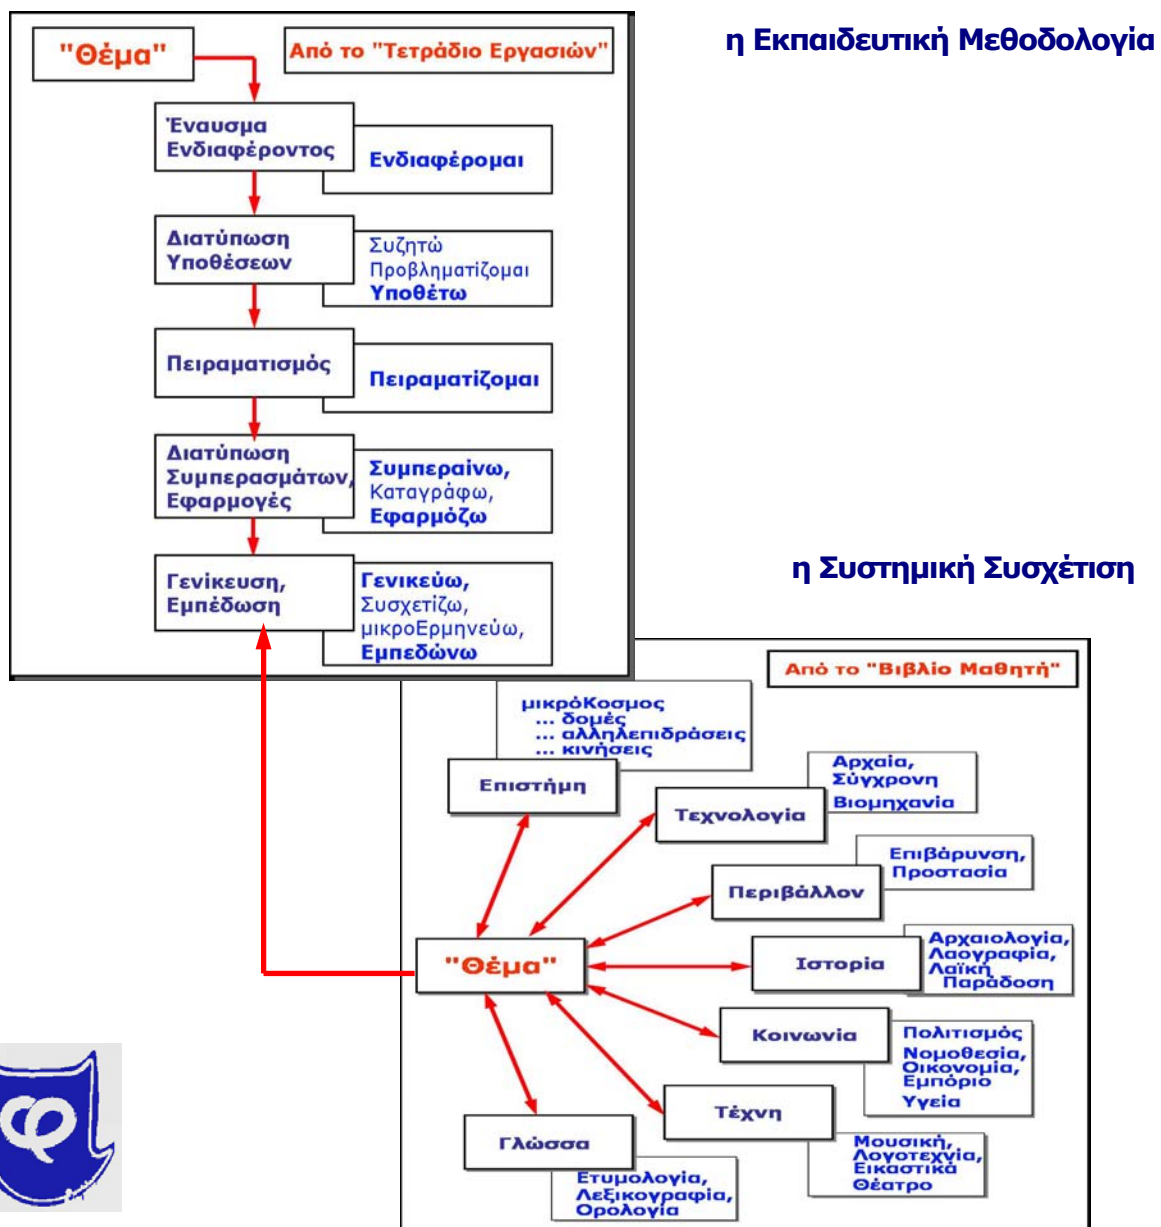 η Εκπαιδευτική Μεθοδολογία
"Θέμα"
Από το "Τετράδιο Εργασιών"
Έναυσμα
Ενδιαφέροντος
Ενδιαφέρομαι
Διατύπωση
Υποθέσεων
Συζητώ
Προβληματίζομαι
Υποθέτω
Πειραματισμός
Πειραματίζομαι
Διατύπωση
Συμπερασμάτων,
Εφαρμογές
Συμπεραίνω,
Καταγράφω,
Εφαρμόζω
Γενίκευση,
Εμπέδωση
Γενικεύω,
Συσχετίζω,
μικροΕρμηνεύω,
Εμπεδώνω
η Συστημική Συσχέτιση
Από το "Βιβλίο Μαθητή"
μικρόΚοσμος
... δομές
... αλληλεπιδράσεις
... κινήσεις
Επιστήμη
Αρχαία,
Σύγχρονη
Βιομηχανία
Τεχνολογία
Επιβάρυνση,
Προστασία
Περιβάλλον
"Θέμα"
Ιστορία
Αρχαιολογία,
Λαογραφία,
Λαϊκή
Παράδοση
Κοινωνία
Πολιτισμός
Νομοθεσία,
Οικονομία,
Εμπόριο
Υγεία
Τέχνη
Μουσική,
Λογοτεχνία,
Εικαστικά
Θέατρο
Γλώσσα
Ετυμολογία,
Λεξικογραφία,
Ορολογία
φ